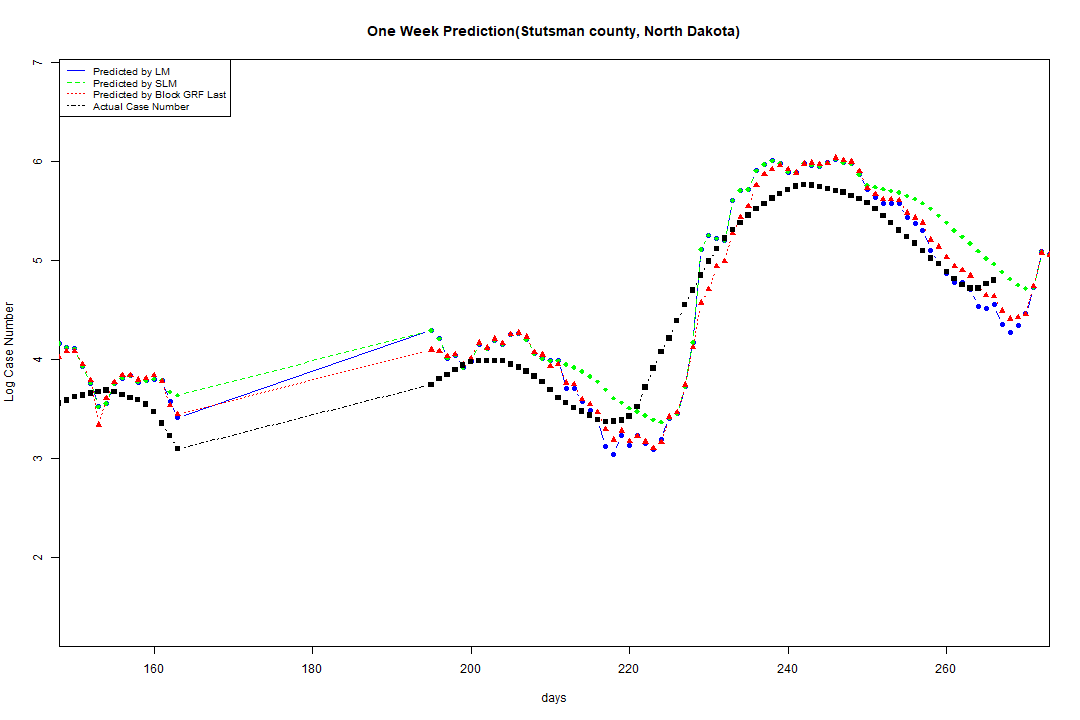 One Week Prediction(Stutsman county, North Dakota)
Predicted by LM
Predicted by SLM
Predicted by Block GRF Last
Actual Case Number
7
6
5
4
3
2
Log Case Number
160 180 200 220 240 260
days